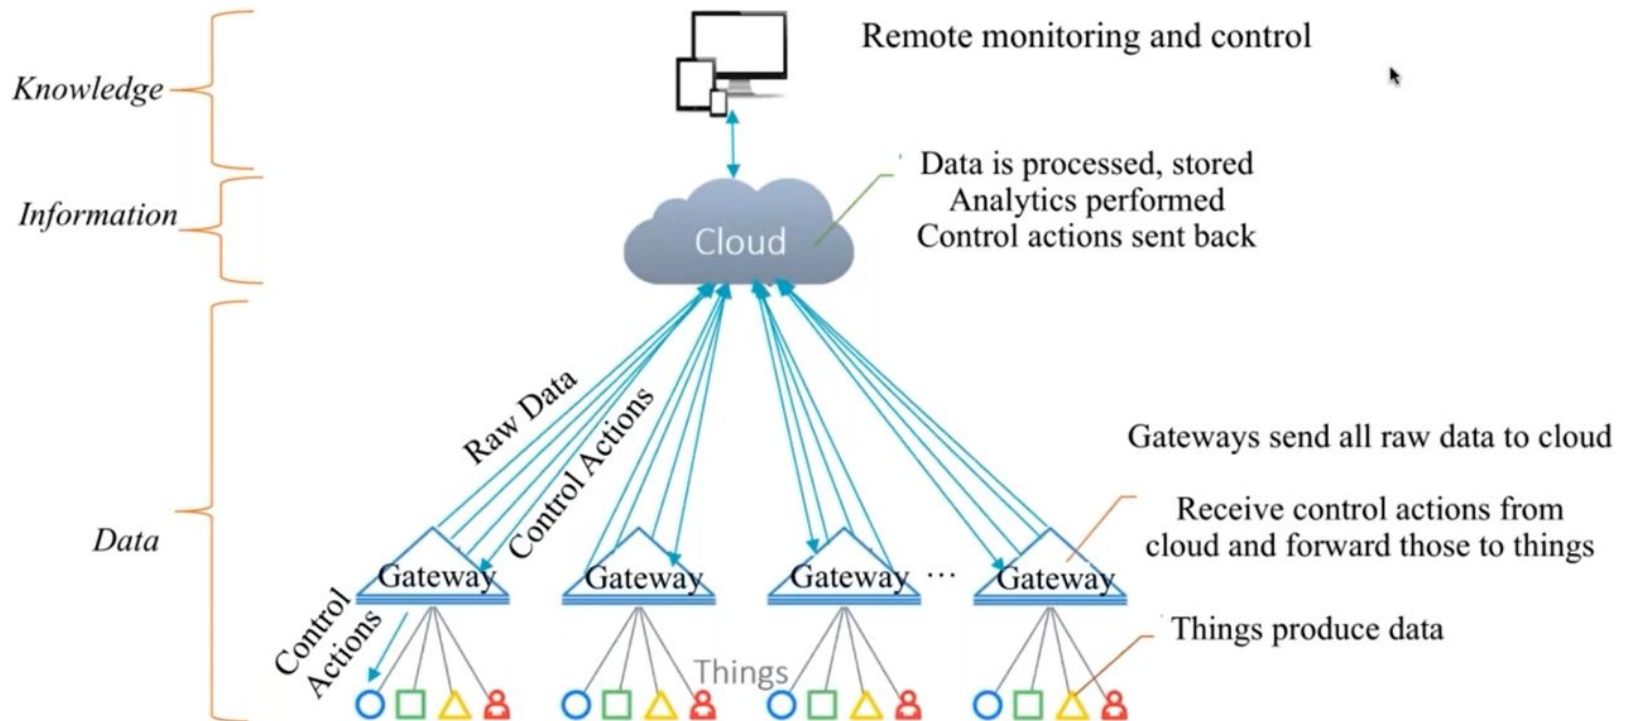 Remote monitoring and control
Knowledge
Data is processed, stored
Analytics performed
Control actions sent back
Information
Cloud
Raw Data
Control Actions
Gateways send all raw data to cloud
Receive control actions from
cloud and forward those to things
Data
Gateway
Gateway
Gateway
...
Gateway
Control
Actions
Things
Things produce data